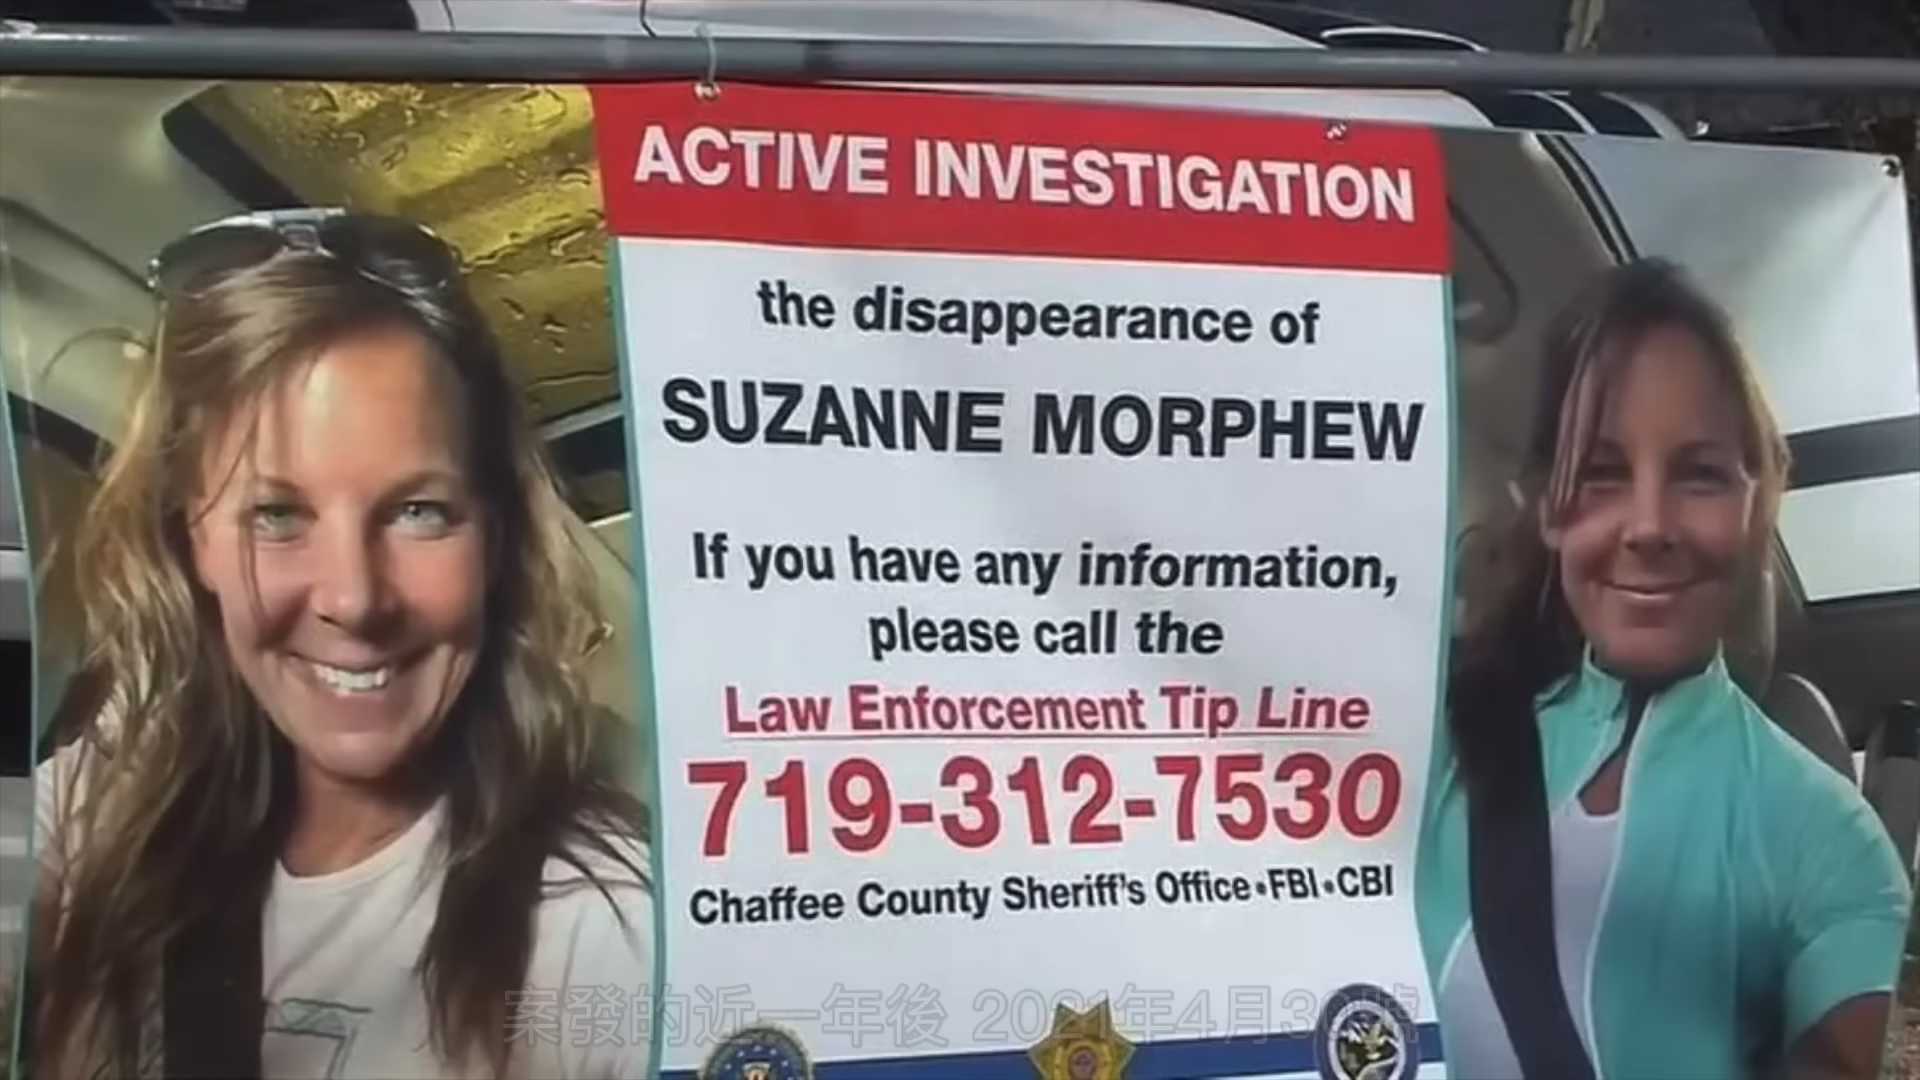 ACTIVE INVESTIGATION
the disappearance of
SUZANNE MORPHEW
If you have any information,
please call the
Law Enforcement Tip Line
719-312-7530
Chaffee County Sheriff's Office•FBI•CBI
案發的近一年後 2021年4月30號